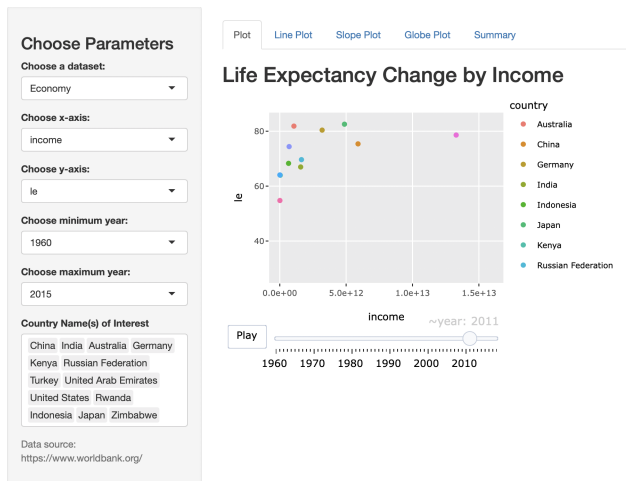 Choose Parameters
Choose a dataset:
Economy
Choose x-axis:
income
Choose y-axis:
le
Choose minimum year:
1960
Choose maximum year:
2015
Country Name(s) of Interest
China India Australia Germany
Kenya Russian Federation
Turkey United Arab Emirates
United States Rwanda
Indonesia Japan Zimbabwe
Data source:
https://www.worldbank.org/
Plot Line Plot Slope Plot Globe Plot Summary
Life Expectancy Change by Income
country
Australia
China
Germany
India
Indonesia
Japan
Kenya
Russian Federation
le
80
60
40
0.0e+00 5.0e+12 1.0e+13 1.5e+13
income
~year: 2011
Play
1960 1970 1980 1990 2000 2010